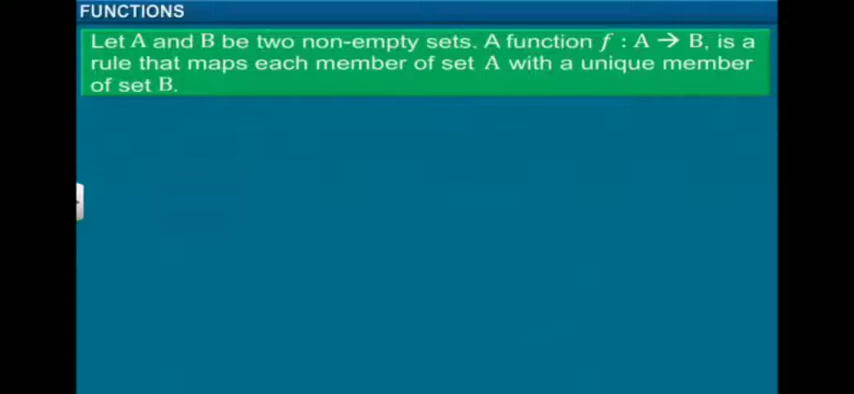 FUNCTIONS
Let A and B be two non-empty sets. A function f : A → B, is a
rule that maps each member of set A with a unique member
of set B.